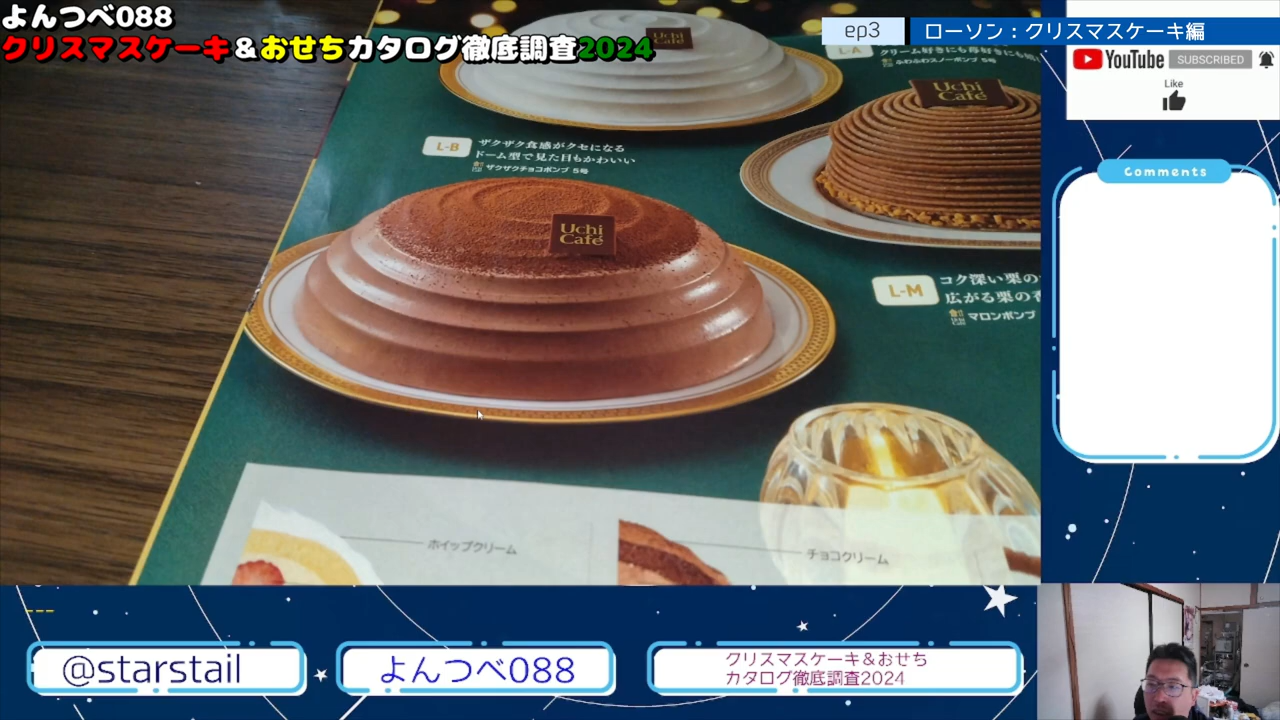 よんつべ088
クリスマスケーキ&おせちカタログ徹底調査2024
ep3
ローソン:クリスマスケーキ編
YouTube
SUBSCRIBED
Like
Comments
Uchi
Café
L-A
ふわふわスノーボンブ 5号
Uchi
Café
L-B
ザクザク食感がクセになる
ドーム型で見た目もかわいい
ザクザクチョコボンブ 5号
Uchi
Café
L-M
コク深い栗の
広がる栗の
マロンボンブ
ホイップクリーム
チョコクリーム
@starstail
よんつべ088
クリスマスケーキ&おせち
カタログ徹底調査2024